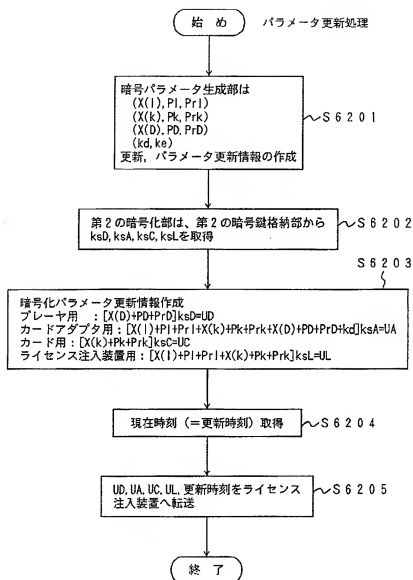 始 め
パラメータ更新処理
暗号パラメータ生成部は
(X(l), Pl, Prl)
(X(k), Pk, Prk)
(X(D), PD, PrD)
(kd, ke)
更新, パラメータ更新情報の作成
S6201
第2の暗号化部は、第2の暗号鍵格納部から
ksD, ksA, ksC, ksLを取得
S6202
S6203
暗号化パラメータ更新情報作成
プレーヤ用 :[X(D)+PD+PrD]ksD=UD
カードアダプタ用:[X(l)+Pl+Prl+X(k)+Pk+Prk+X(D)+PD+PrD+kd]ksA=UA
カード用:[X(k)+Pk+Prk]ksC=UC
ライセンス注入装置用:[X(l)+Pl+Prl+X(k)+Pk+Prk]ksL=UL
現在時刻(=更新時刻)取得
S6204
UD, UA, UC, UL, 更新時刻をライセンス
注入装置へ転送
S6205
終 了